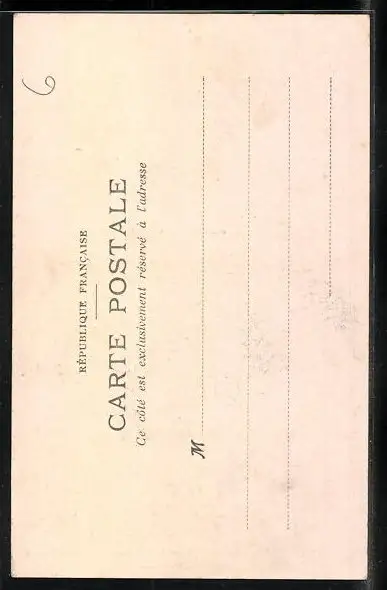 RÉPUBLIQUE FRANÇAISE
CARTE POSTALE
Ce côté est exclusivement réservé à l'adresse
M
6